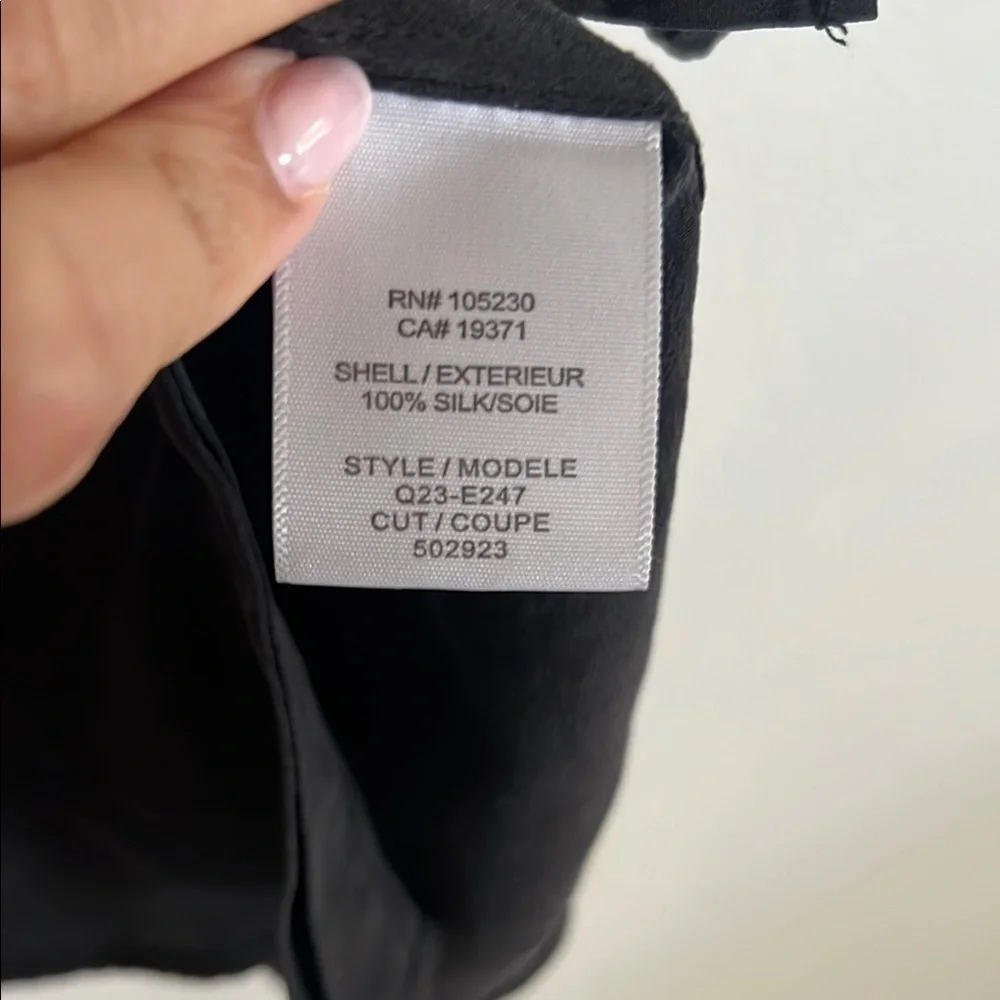 RN# 105230
CA# 19371
SHELL / EXTERIEUR
100% SILK/SOIE
STYLE / MODELE
Q23-E247
CUT / COUPE
502923